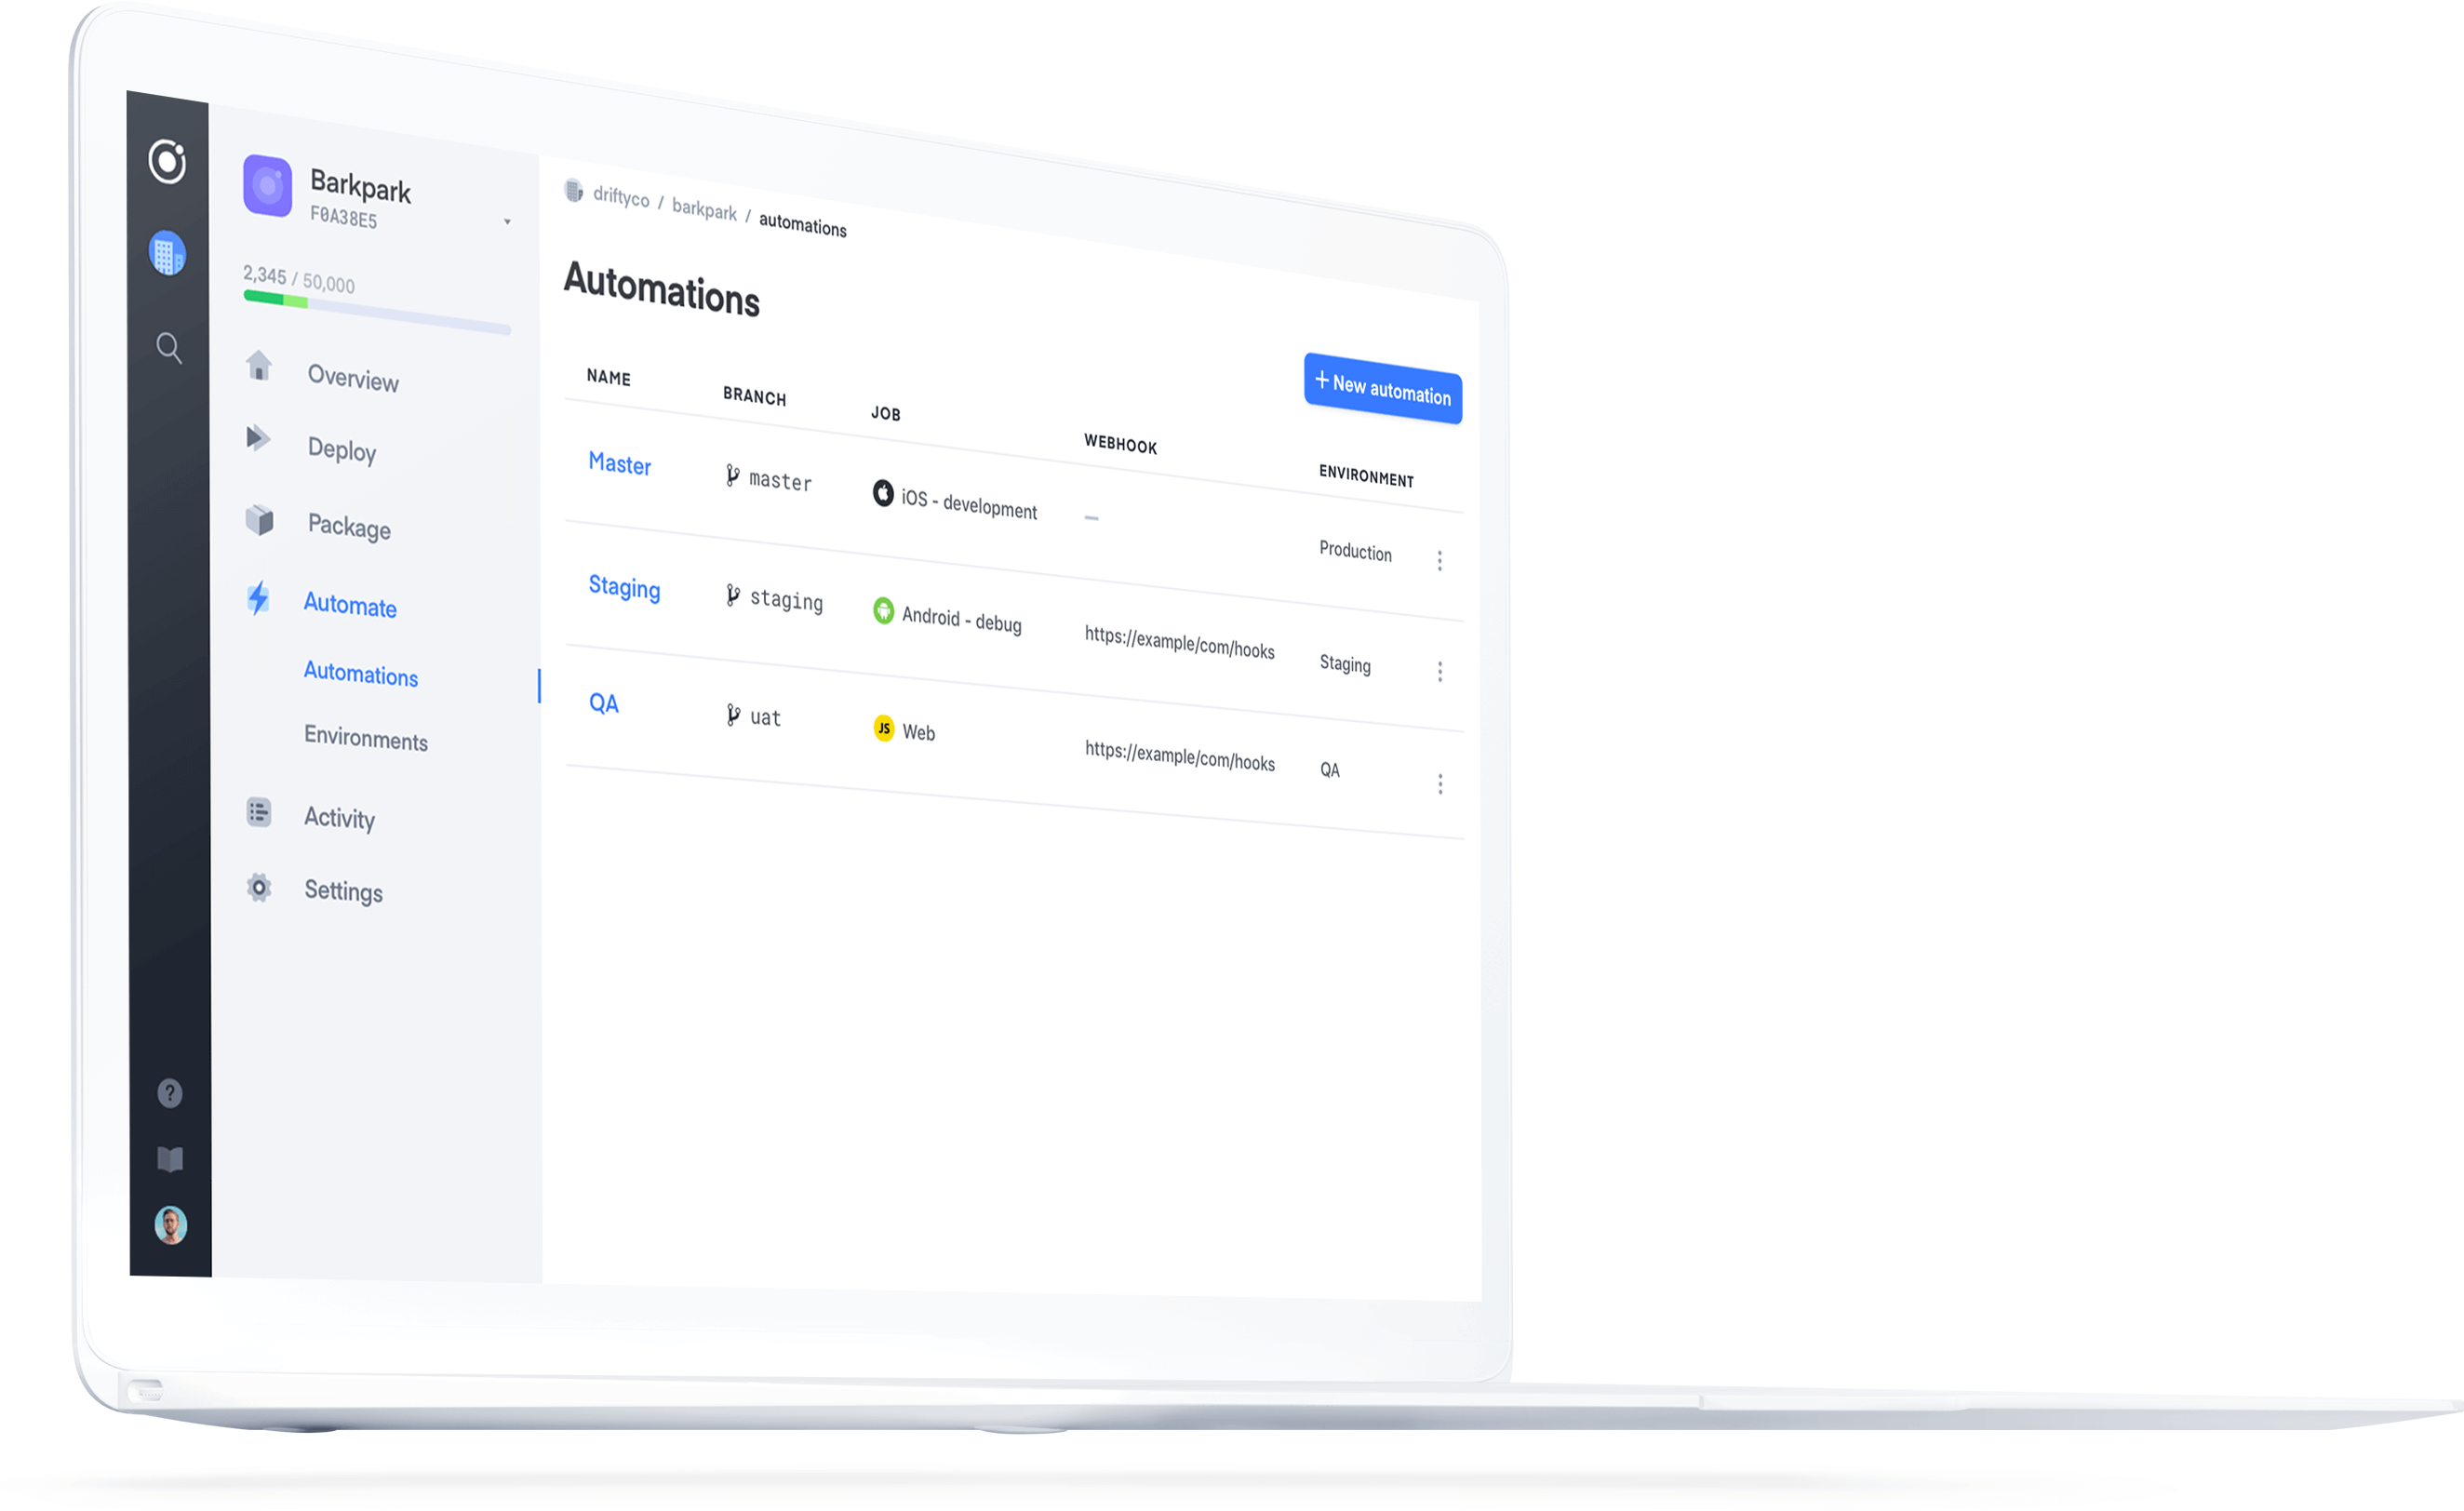 Barkpark
F0A38E5
2,345 / 50,000
Overview
Deploy
Package
Automate
Automations
Environments
Activity
Settings
?
driftyco / barkpark / automations
Automations
+ New automation
NAME BRANCH JOB WEBHOOK ENVIRONMENT
Master master iOS - development — Production
Staging staging Android - debug https://example/com/hooks Staging
QA uat JS Web https://example/com/hooks QA